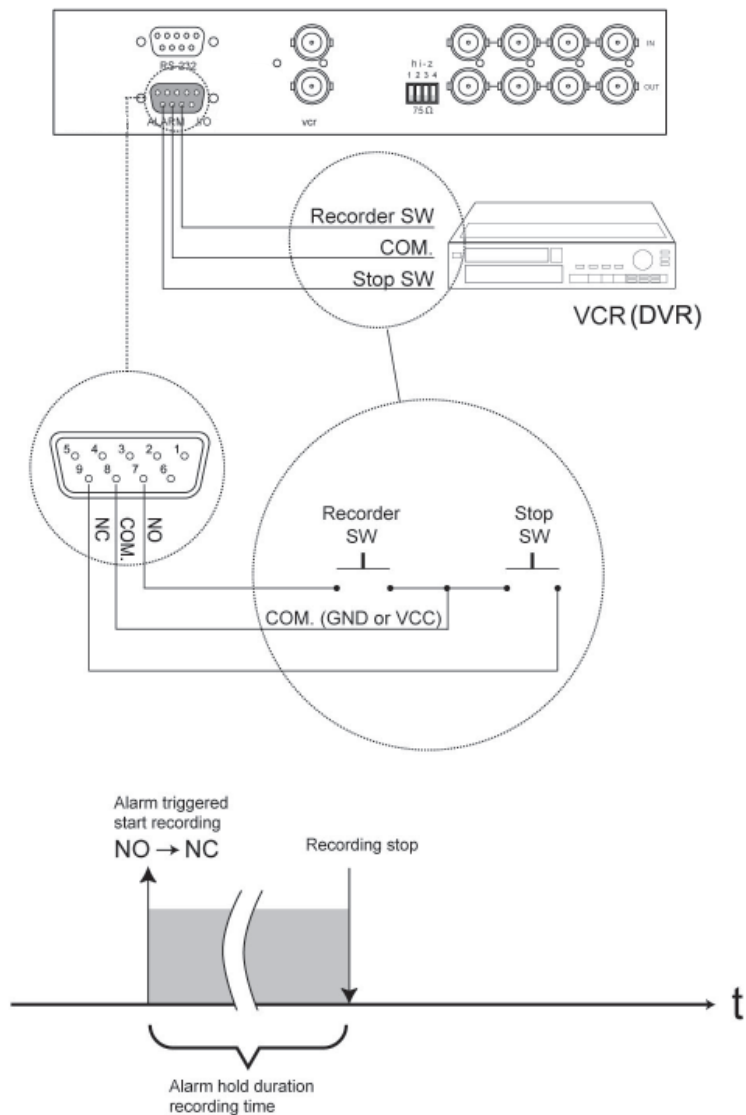 RS-232
ALARM I/O
vcr
hi-z
1 2 3 4
75Ω
IN
OUT
Recorder SW
COM.
Stop SW
VCR (DVR)
5 4 3 2 1
9 8 7 6
NC
COM.
NO
Recorder
SW
Stop
SW
COM. (GND or VCC)
Alarm triggered
start recording
NO → NC
Recording stop
t
Alarm hold duration
recording time